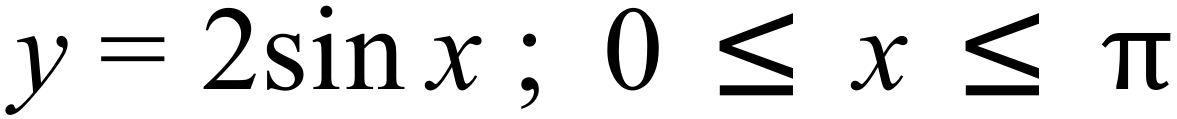 y = 2sin x ; 0 ≤ x ≤ π